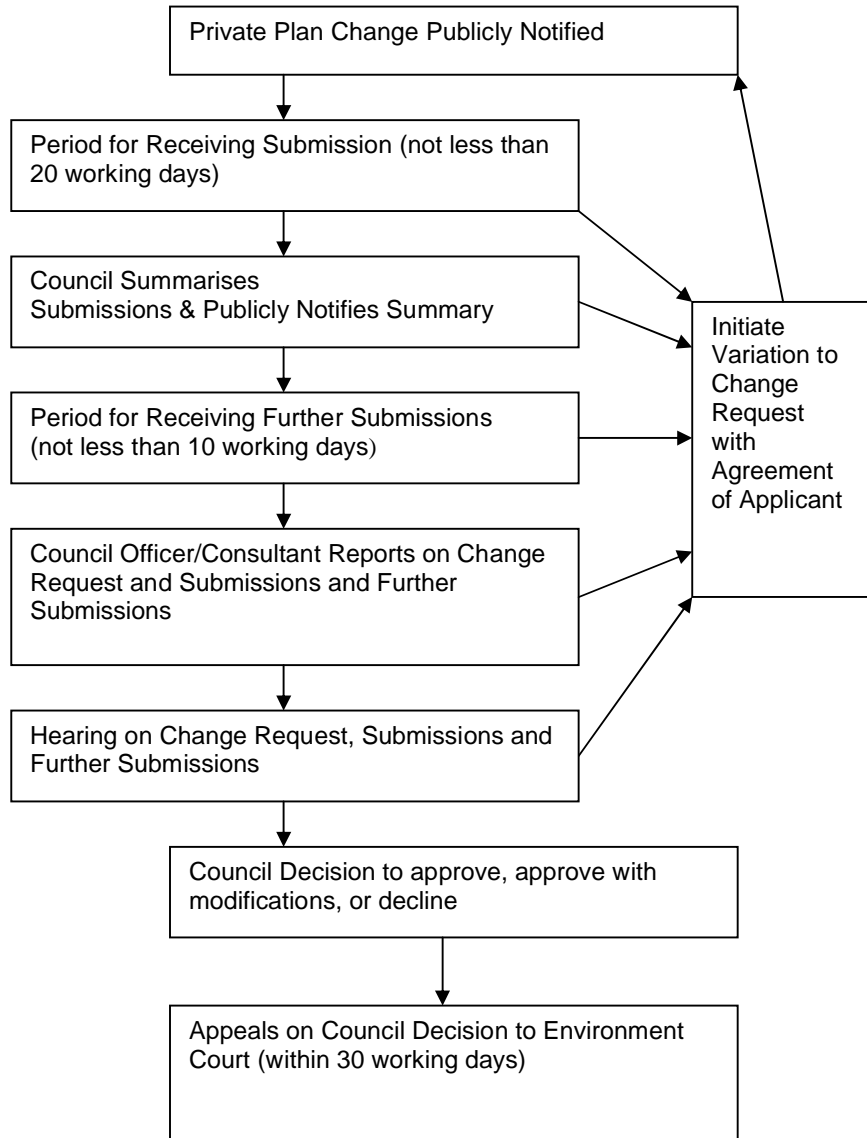 Private Plan Change Publicly Notified
Period for Receiving Submission (not less than
20 working days)
Council Summarises
Submissions & Publicly Notifies Summary
Period for Receiving Further Submissions
(not less than 10 working days)
Council Officer/Consultant Reports on Change
Request and Submissions and Further
Submissions
Hearing on Change Request, Submissions and
Further Submissions
Initiate
Variation to
Change
Request
with
Agreement
of Applicant
Council Decision to approve, approve with
modifications, or decline
Appeals on Council Decision to Environment
Court (within 30 working days)